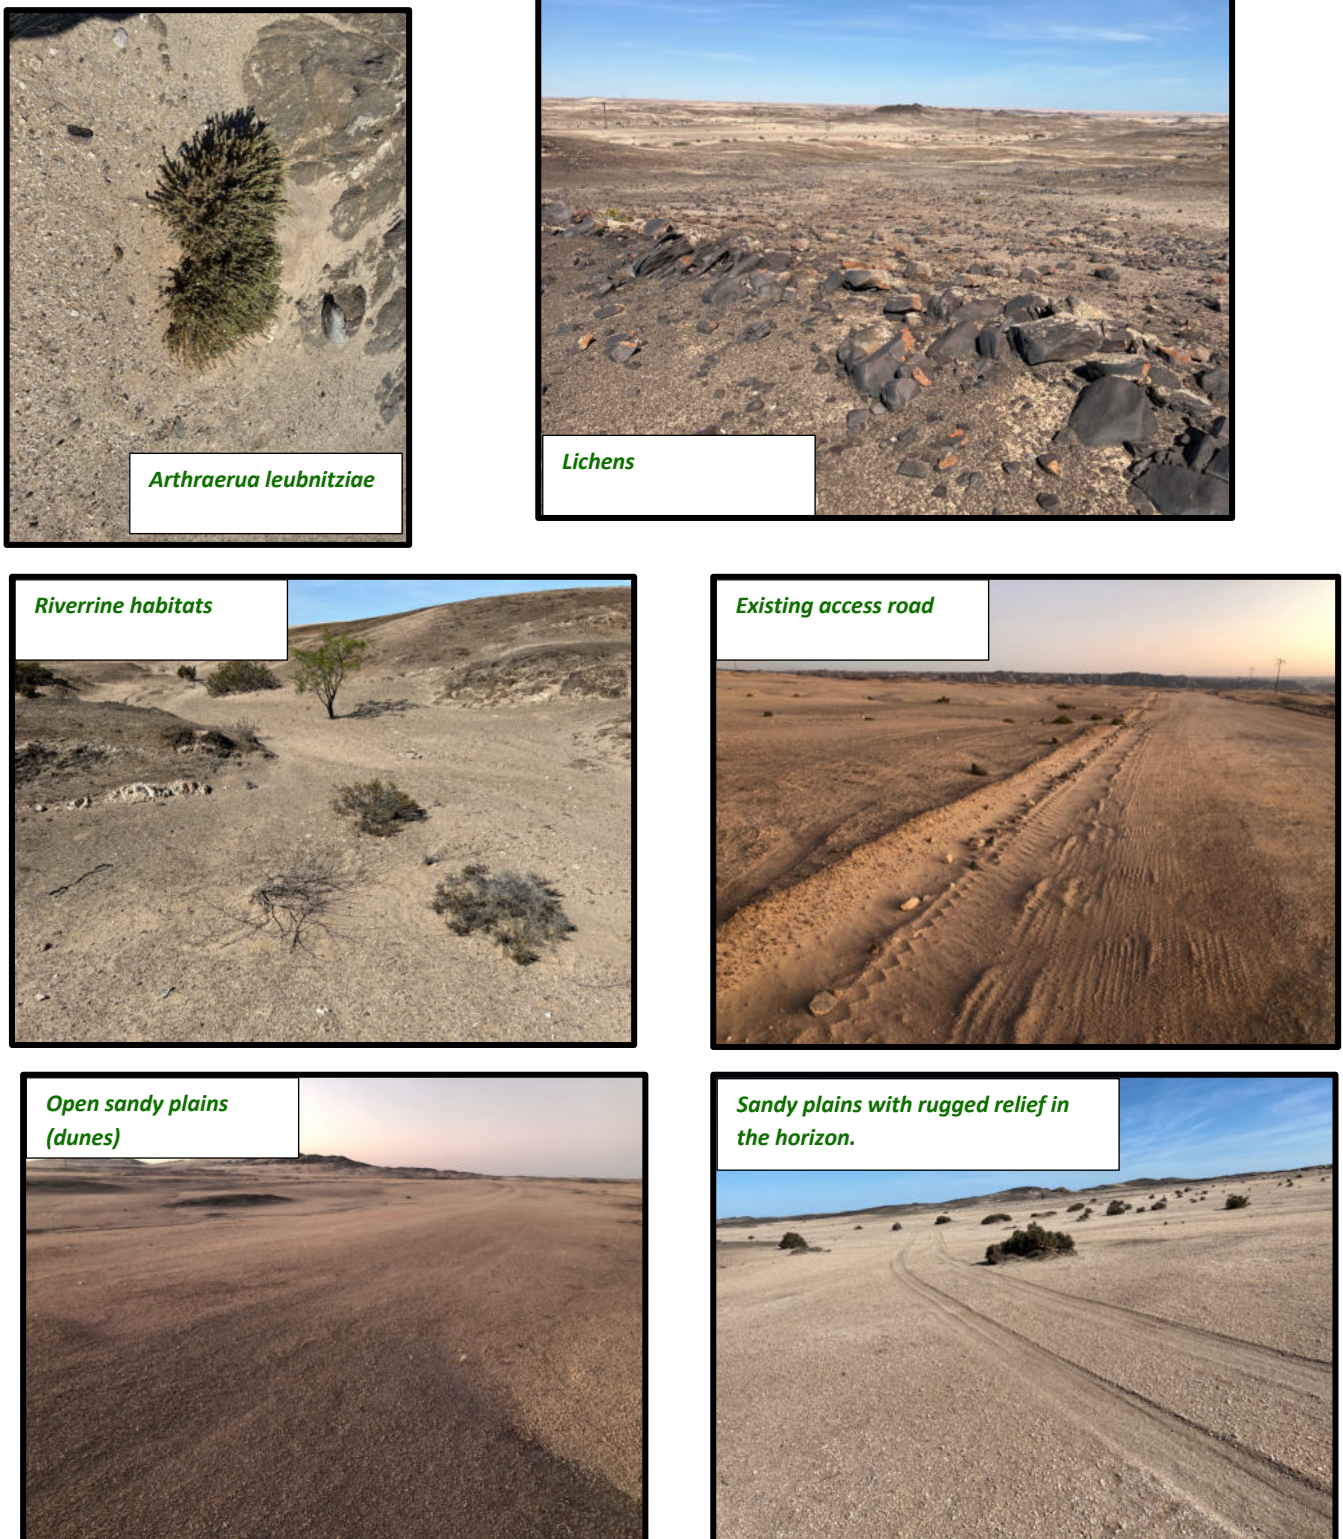 Arthraerua leubnitziae
Lichens
Riverrine habitats
Existing access road
Open sandy plains
(dunes)
Sandy plains with rugged relief in
the horizon.